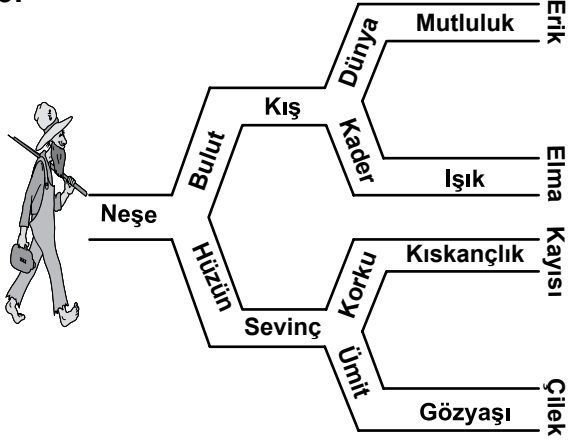 Neşe
Bulut
Hüzün
Kış
Sevinç
Dünya
Kader
Korku
Ümit
Mutluluk
Işık
Kıskançlık
Gözyaşı
Erik
Elma
Kayısı
Çilek